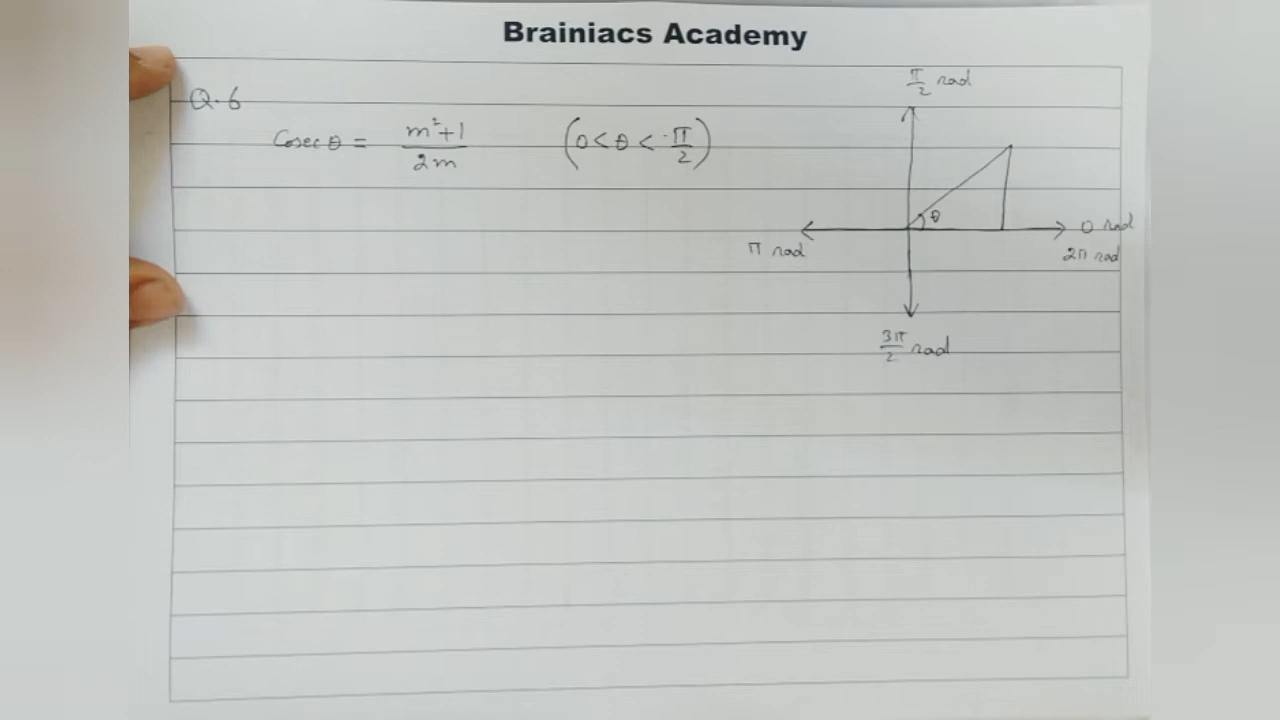 Brainiacs Academy
Q.6
Cosec θ = m²+1 / 2m (0 < θ < π/2)
π/2 rad
θ
0 rad
π rad
2π rad
3π/2 rad